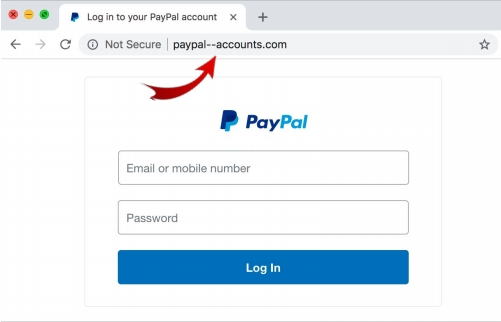 Log in to your PayPal account
Not Secure | paypal--accounts.com
PayPal
Email or mobile number
Password
Log In